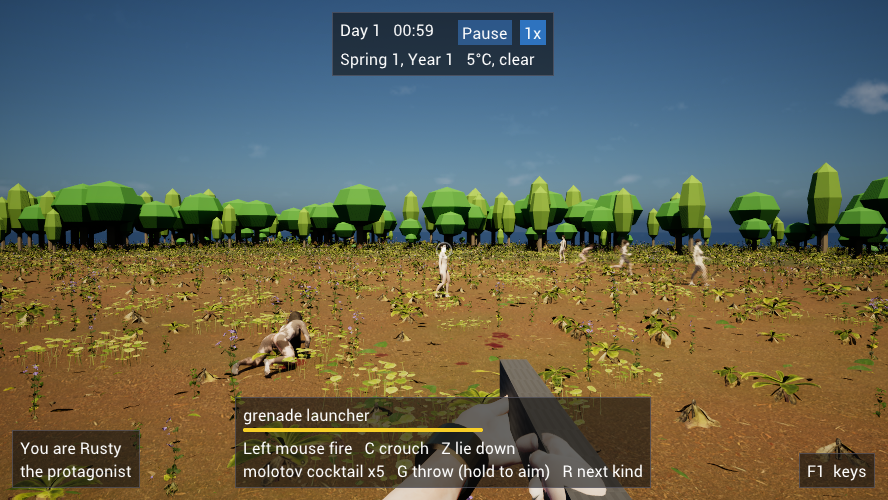 Day 1 00:59 Pause 1x
Spring 1, Year 1 5°C, clear
grenade launcher
Left mouse fire C crouch Z lie down
molotov cocktail x5 G throw (hold to aim) R next kind
You are Rusty
the protagonist
F1 keys